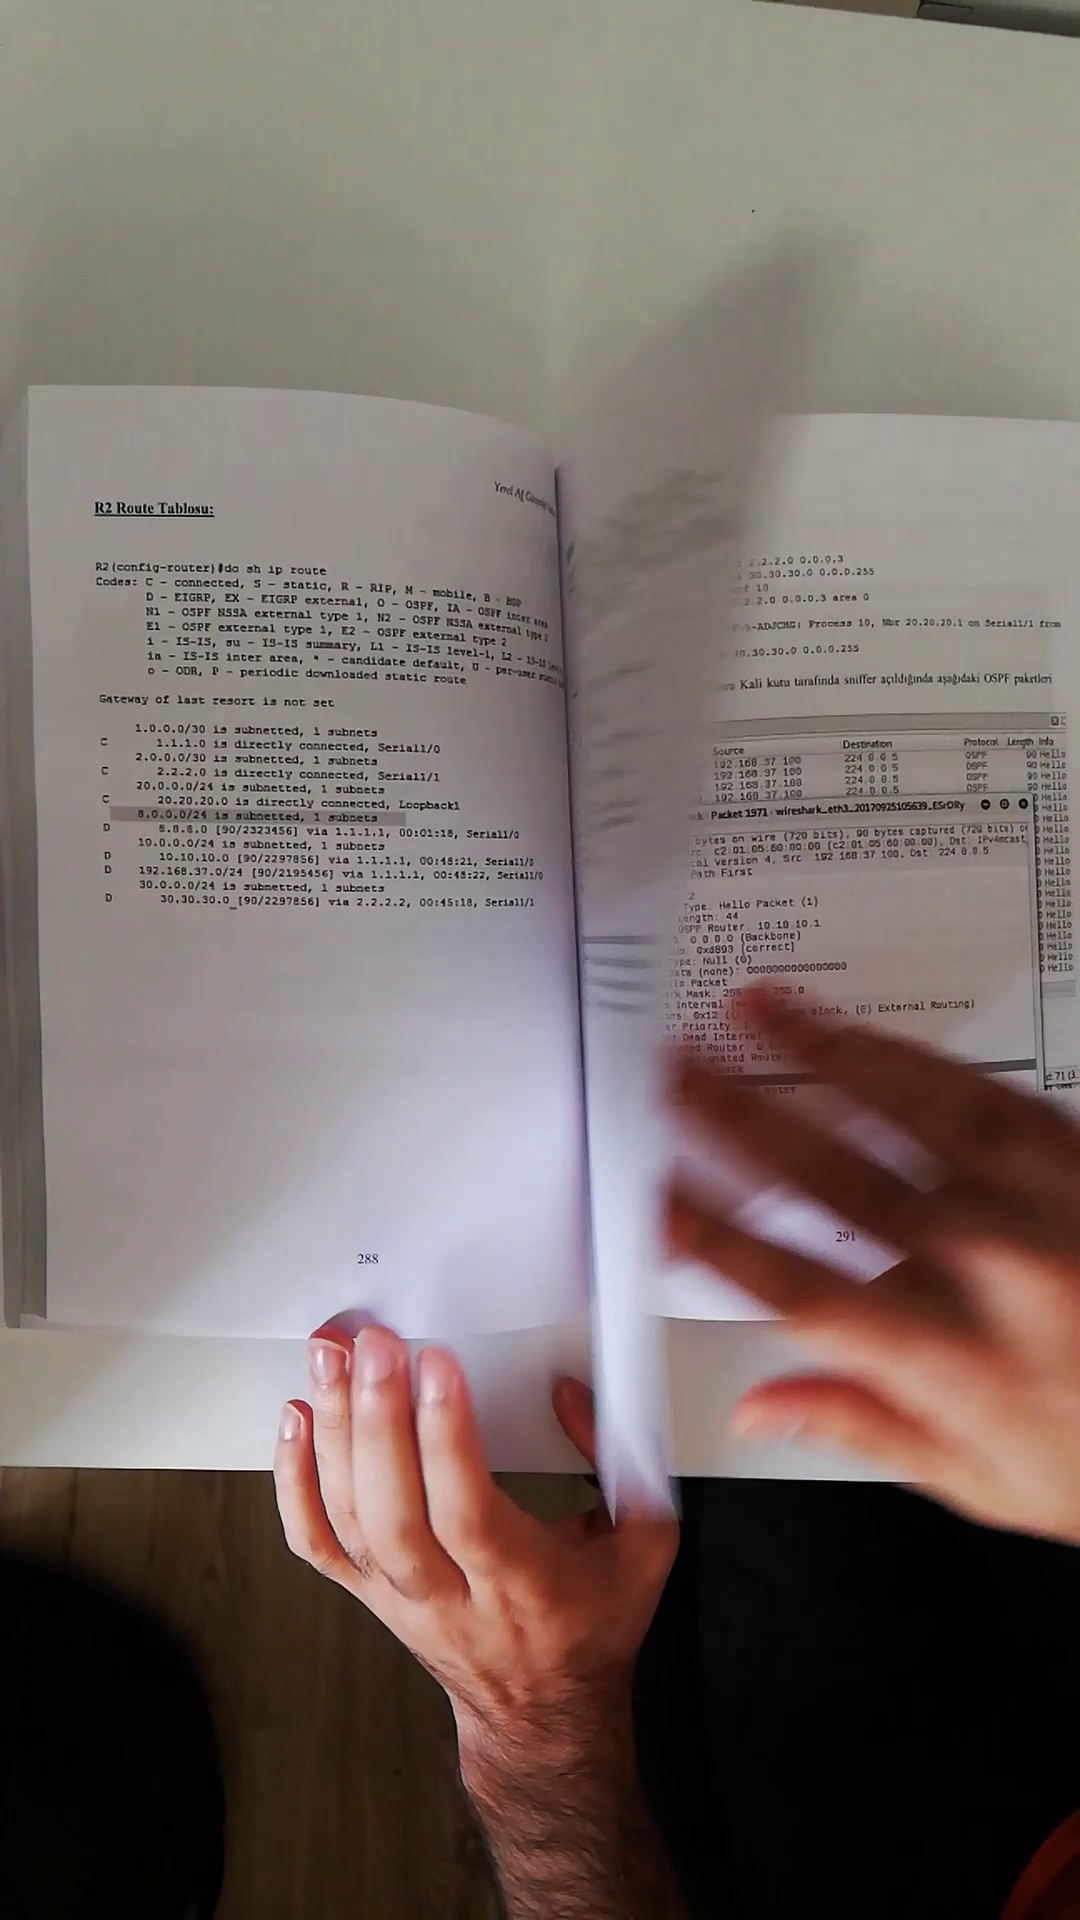 Yerel Ağ
R2 Route Tablosu:
R2(config-router)#do sh ip route
Codes: C - connected, S - static, R - RIP, M - mobile, B - BGP
D - EIGRP, EX - EIGRP external, O - OSPF, IA - OSPF inter area
N1 - OSPF NSSA external type 1, N2 - OSPF NSSA external type 2
E1 - OSPF external type 1, E2 - OSPF external type 2
i - IS-IS, su - IS-IS summary, L1 - IS-IS level-1, L2 - IS-IS
ia - IS-IS inter area, * - candidate default, U - per-user
o - ODR, P - periodic downloaded static route
Gateway of last resort is not set
1.0.0.0/30 is subnetted, 1 subnets
C 1.1.1.0 is directly connected, Serial1/0
2.0.0.0/30 is subnetted, 1 subnets
C 2.2.2.0 is directly connected, Serial1/1
20.0.0.0/24 is subnetted, 1 subnets
C 20.20.20.0 is directly connected, Loopback1
8.0.0.0/24 is subnetted, 1 subnets
D 8.8.8.0 [90/2323456] via 1.1.1.1, 00:01:18, Serial1/0
10.0.0.0/24 is subnetted, 1 subnets
D 10.10.10.0 [90/2297856] via 1.1.1.1, 00:48:21, Serial1/0
D 192.168.37.0/24 [90/2195456] via 1.1.1.1, 00:48:22, Serial1/0
30.0.0.0/24 is subnetted, 1 subnets
D 30.30.30.0 [90/2297856] via 2.2.2.2, 00:45:18, Serial1/1
288
2.2.2.0 0.0.0.3
30.30.30.0 0.0.0.255
10
2.2.0 0.0.0.3 area 0
5-ADJCHG: Process 10, Nbr 20.20.20.1 on Serial1/1 from
30.30.30.0 0.0.0.255
Kali kutu tarafında sniffer açıldığında aşağıdaki OSPF paketleri
Source Destination Protocol Length Info
192.168.37.100 224.0.0.5 OSPF 90 Hello
192.168.37.100 224.0.0.5 OSPF 90 Hello
192.168.37.100 224.0.0.5 OSPF 90 Hello
192.168.37.100 224.0.0.5 OSPF 90 Hello
Packet 1971 · wireshark_eth3_20170925105639_ESrDRy
bytes on wire (720 bits), 90 bytes captured (720 bits) on
c2:01:05:60:00:00 (c2:01:05:60:00:00), Dst: IPv4mcast
Version 4, Src: 192.168.37.100, Dst: 224.0.0.5
Path First
2
Type: Hello Packet (1)
Length: 44
OSPF Router: 10.10.10.1
0.0.0.0 (Backbone)
0xd893 [correct]
Type: Null (0)
Data (none): 0000000000000000
Packet
Mask: 255.255.255.0
Interval
0x12 block, (E) External Routing)
Priority:
Dead Interval
Router:
291